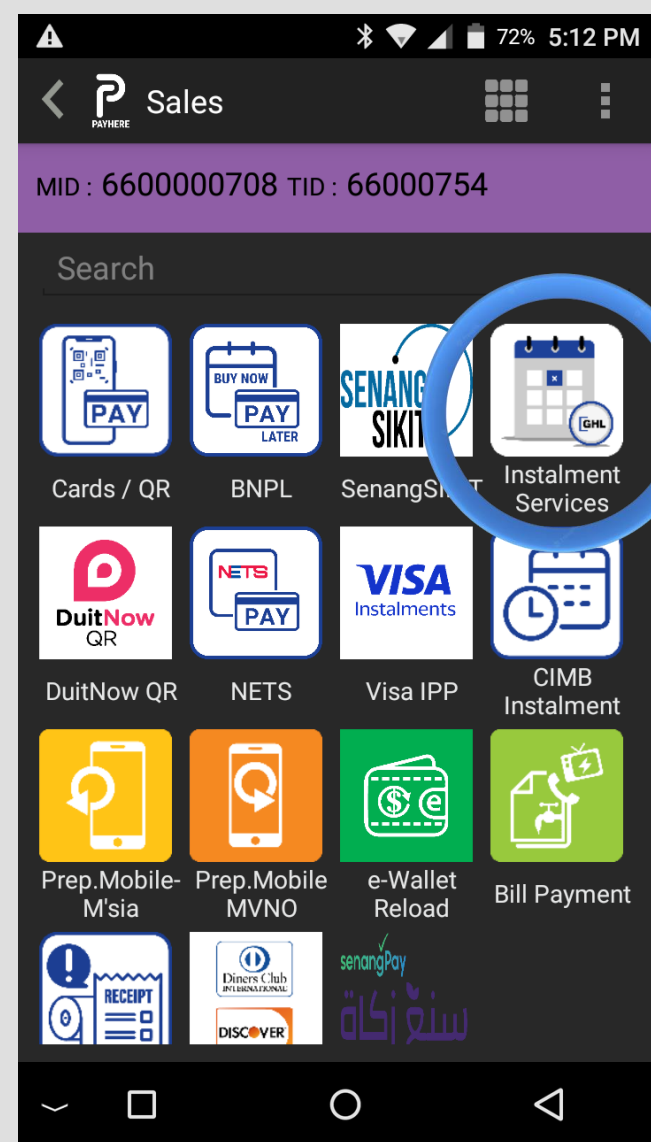 72% 5:12 PM
PAYHERE
Sales
MID : 6600000708 TID : 66000754
Search
PAY
BUY NOW
PAY
LATER
SENANG
SIKIT
GHL
Cards / QR
BNPL
Instalment
Services
DuitNow
QR
NETS
PAY
VISA
Instalments
DuitNow QR
NETS
Visa IPP
CIMB
Instalment
Prep.Mobile-
M'sia
Prep.Mobile
MVNO
e-Wallet
Reload
Bill Payment
RECEIPT
Diners Club
INTERNATIONAL
DISCOVER
senangPay